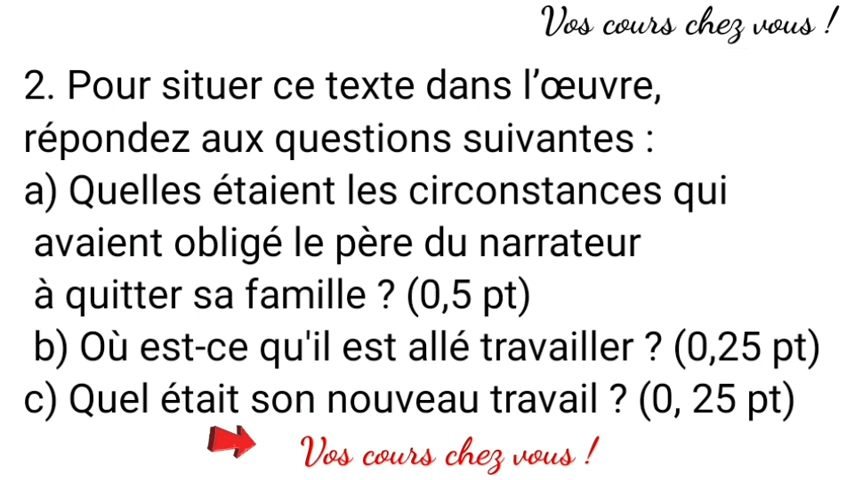 Vos cours chez vous !
2. Pour situer ce texte dans l’œuvre,
répondez aux questions suivantes :
a) Quelles étaient les circonstances qui
avaient obligé le père du narrateur
à quitter sa famille ? (0,5 pt)
b) Où est-ce qu'il est allé travailler ? (0,25 pt)
c) Quel était son nouveau travail ? (0, 25 pt)
Vos cours chez vous !